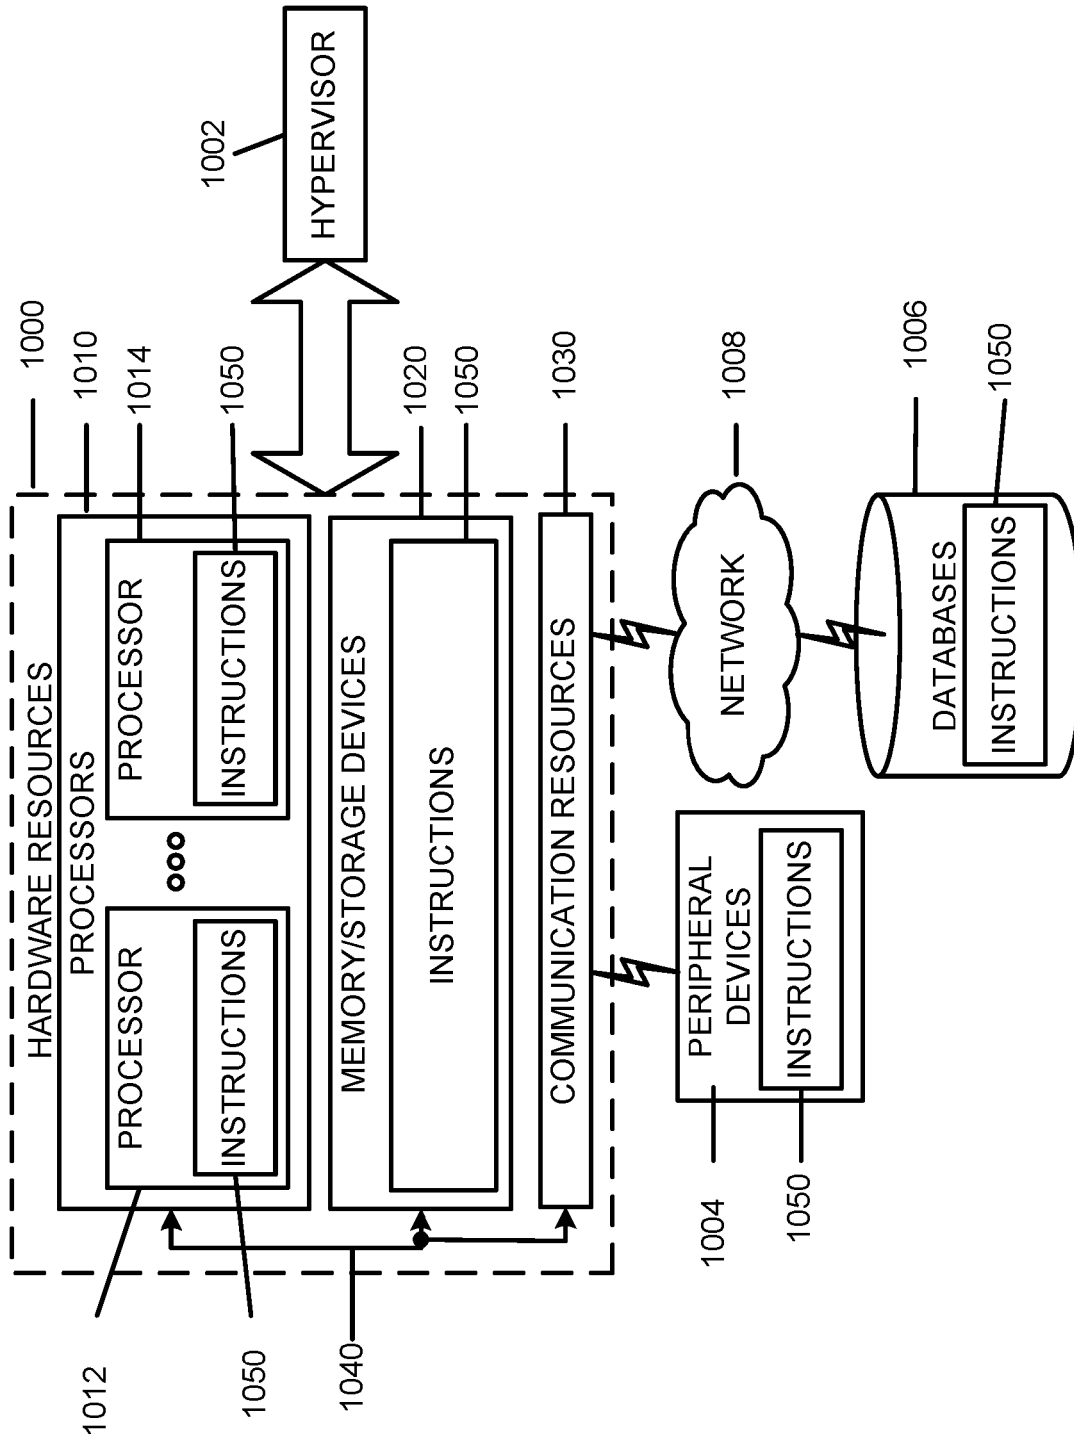 HARDWARE RESOURCES
1000
PROCESSORS
1010
PROCESSOR
INSTRUCTIONS
1012
1050
PROCESSOR
INSTRUCTIONS
1014
1050
HYPERVISOR
1002
MEMORY/STORAGE DEVICES
1020
INSTRUCTIONS
1050
1040
COMMUNICATION RESOURCES
1030
PERIPHERAL
DEVICES
INSTRUCTIONS
1004
1050
NETWORK
1008
DATABASES
INSTRUCTIONS
1006
1050